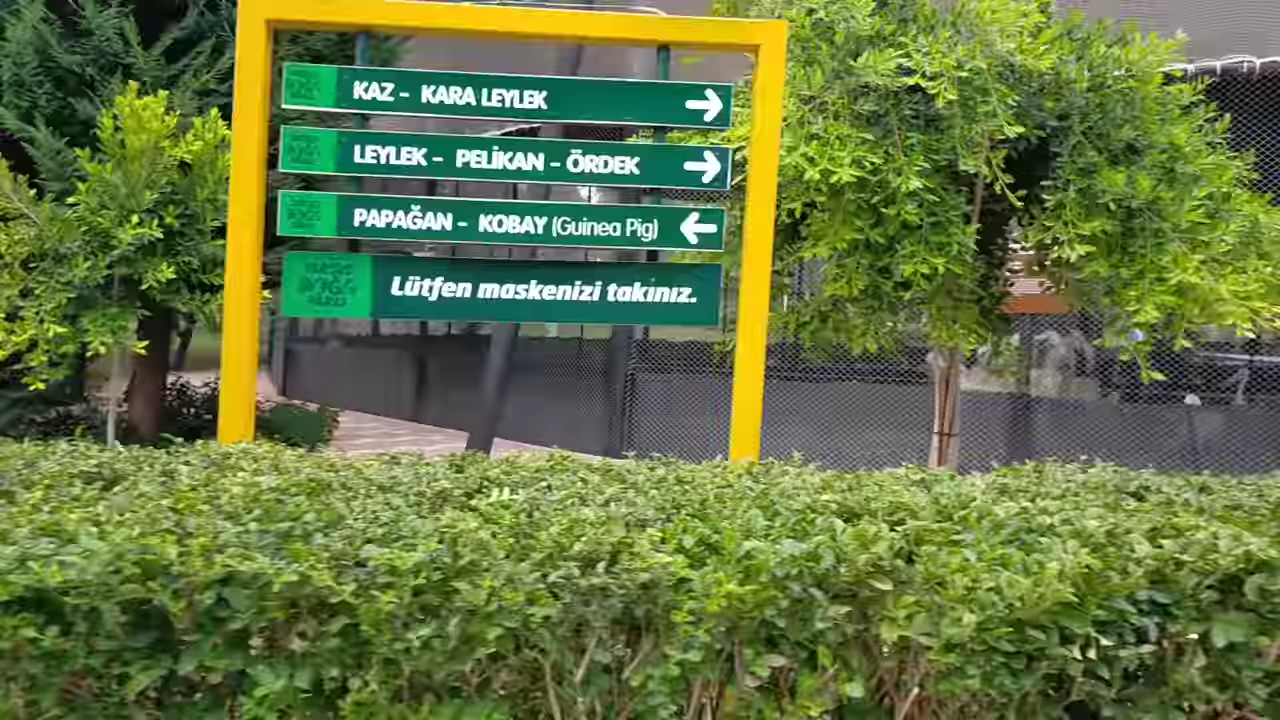 KAZ - KARA LEYLEK
LEYLEK - PELİKAN - ÖRDEK
PAPAĞAN - KOBAY (Guinea Pig)
Lütfen maskenizi takınız.